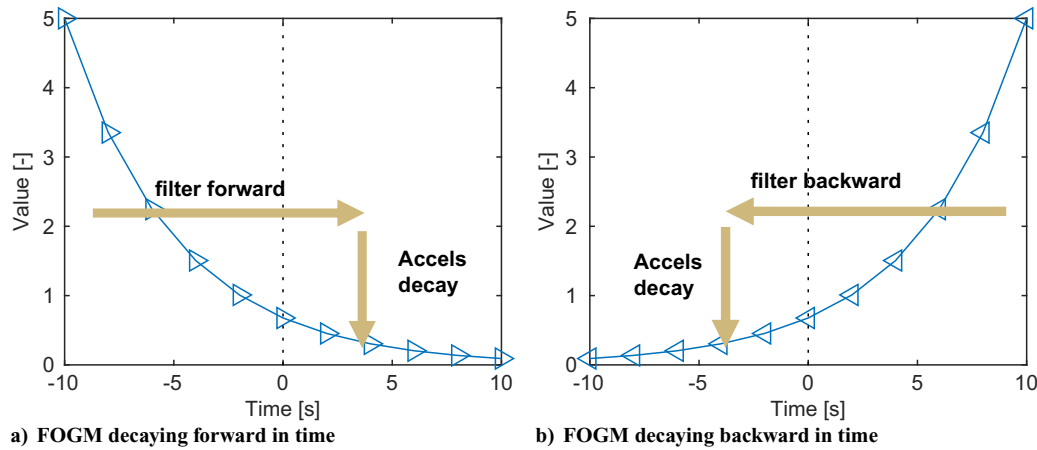 5
4
3
2
1
0
Value [-]
filter forward
Accels
decay
-10
-5
0
5
10
Time [s]
a) FOGM decaying forward in time
5
4
3
2
1
0
Value [-]
filter backward
Accels
decay
-10
-5
0
5
10
Time [s]
b) FOGM decaying backward in time